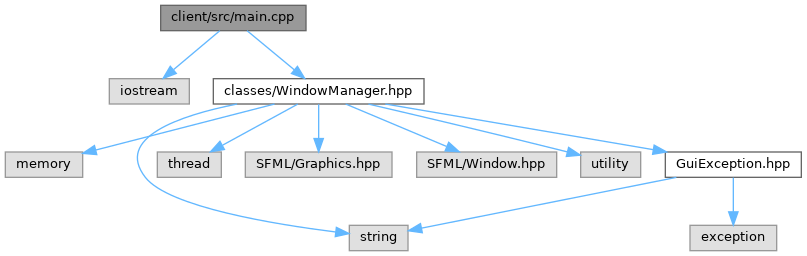 client/src/main.cpp
iostream
classes/WindowManager.hpp
memory
thread
SFML/Graphics.hpp
SFML/Window.hpp
utility
GuiException.hpp
string
exception